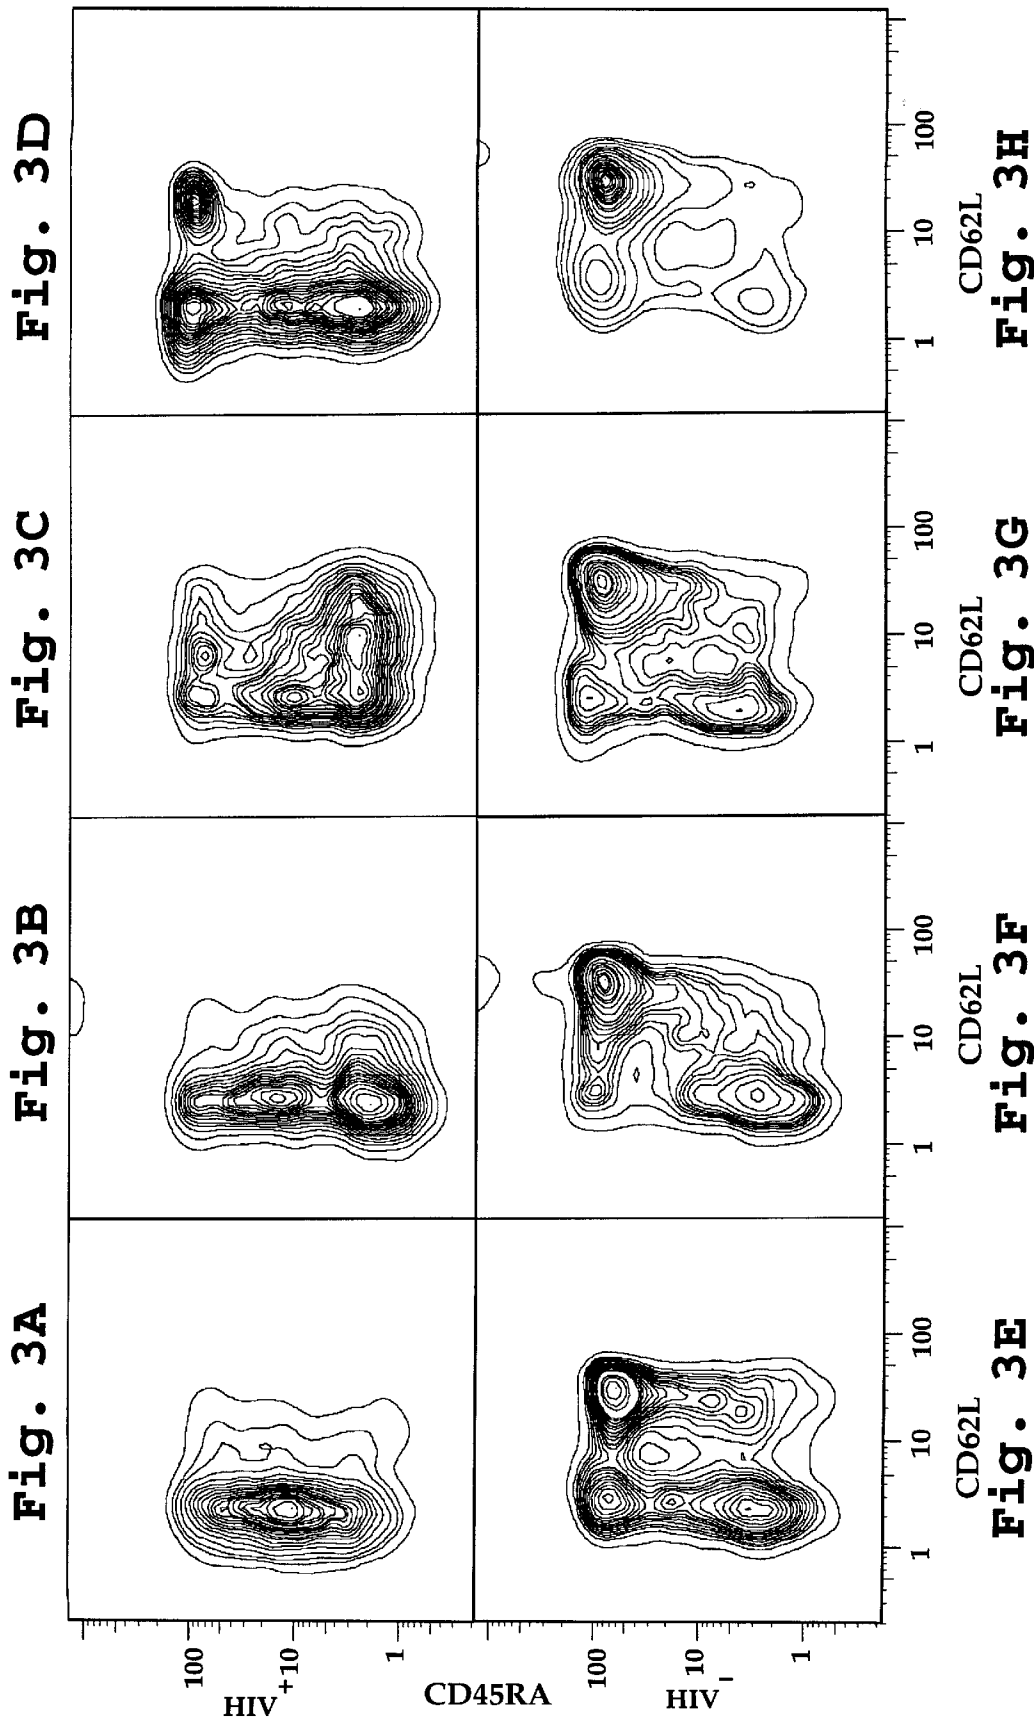 Fig. 3A
Fig. 3B
Fig. 3C
Fig. 3D
100
10
1
HIV+
CD45RA
100
10
1
HIV-
1
10
100
1
10
100
1
10
100
1
10
100
CD62L
CD62L
CD62L
CD62L
Fig. 3E
Fig. 3F
Fig. 3G
Fig. 3H